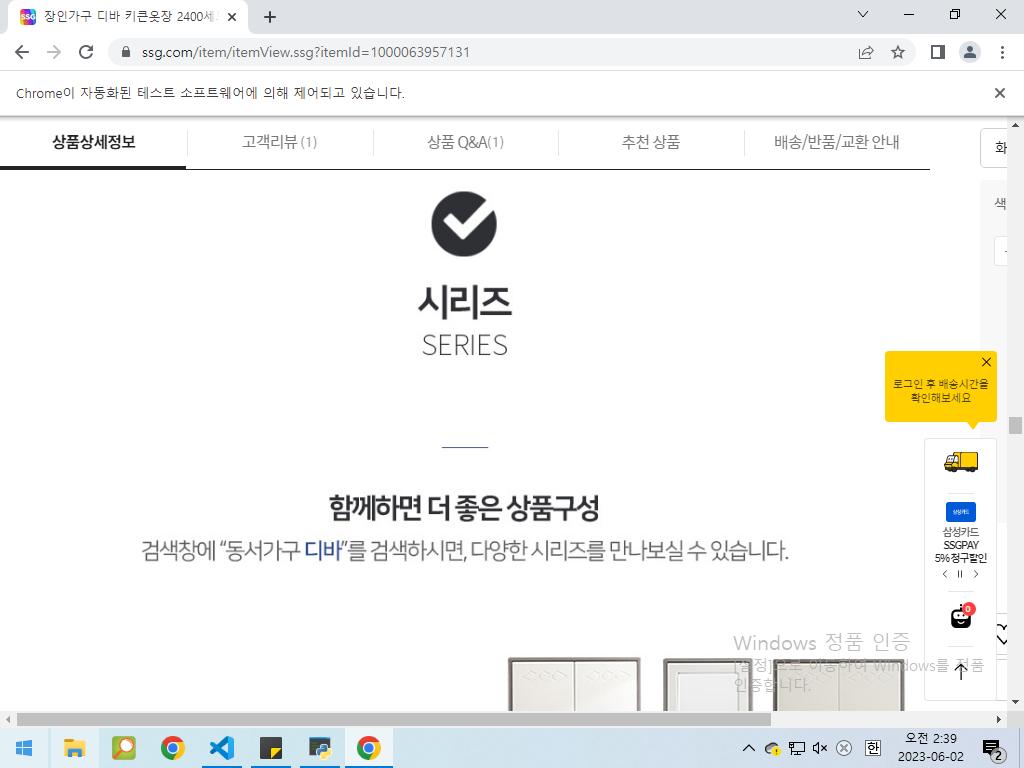 장인가구 디바 키큰옷장 2400세
ssg.com/item/itemView.ssg?itemId=1000063957131
Chrome이 자동화된 테스트 소프트웨어에 의해 제어되고 있습니다.
상품상세정보
고객리뷰 (1)
상품 Q&A(1)
추천 상품
배송/반품/교환 안내
화
색
시리즈
SERIES
로그인 후 배송시간을
확인해보세요
함께하면 더 좋은 상품구성
검색창에 “동서가구 디바”를 검색하시면, 다양한 시리즈를 만나보실 수 있습니다.
삼성카드
삼성카드
SSGPAY
5% 청구할인
0
Windows 정품 인증
[설정]으로 이동하여 Windows를 정품
인증합니다.
한
오전 2:39
2023-06-02
2